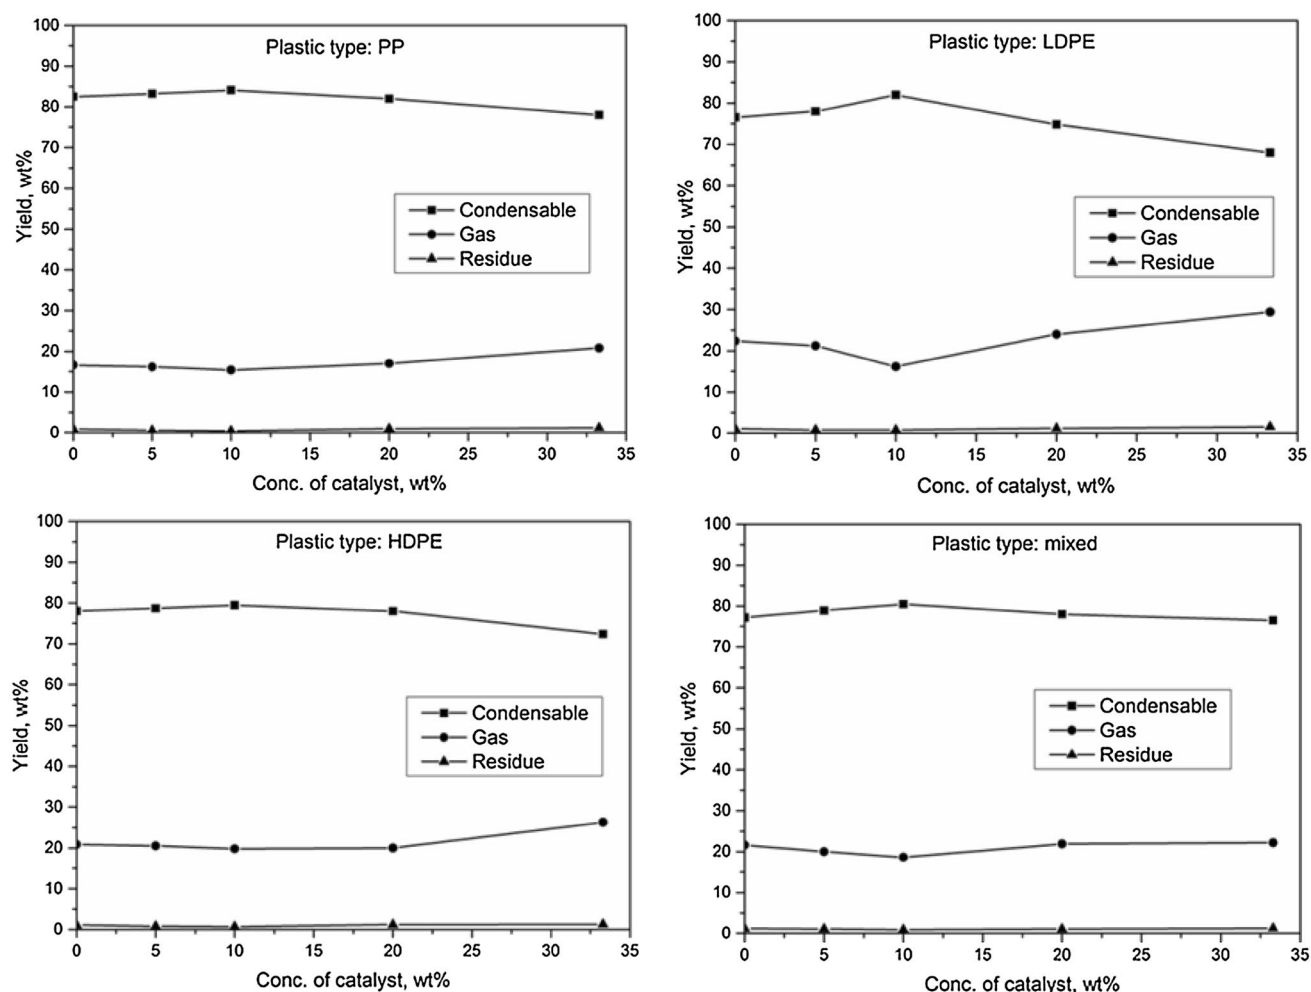 Plastic type: PP
100
90
80
70
60
50
40
30
20
10
0
Yield, wt%
Condensable
Gas
Residue
0 5 10 15 20 25 30 35
Conc. of catalyst, wt%
Plastic type: LDPE
100
90
80
70
60
50
40
30
20
10
0
Yield, wt%
Condensable
Gas
Residue
0 5 10 15 20 25 30 35
Conc. of catalyst, wt%
Plastic type: HDPE
100
90
80
70
60
50
40
30
20
10
0
Yield, wt%
Condensable
Gas
Residue
0 5 10 15 20 25 30 35
Conc. of catalyst, wt%
Plastic type: mixed
100
90
80
70
60
50
40
30
20
10
0
Yield, wt%
Condensable
Gas
Residue
0 5 10 15 20 25 30 35
Conc. of catalyst, wt%